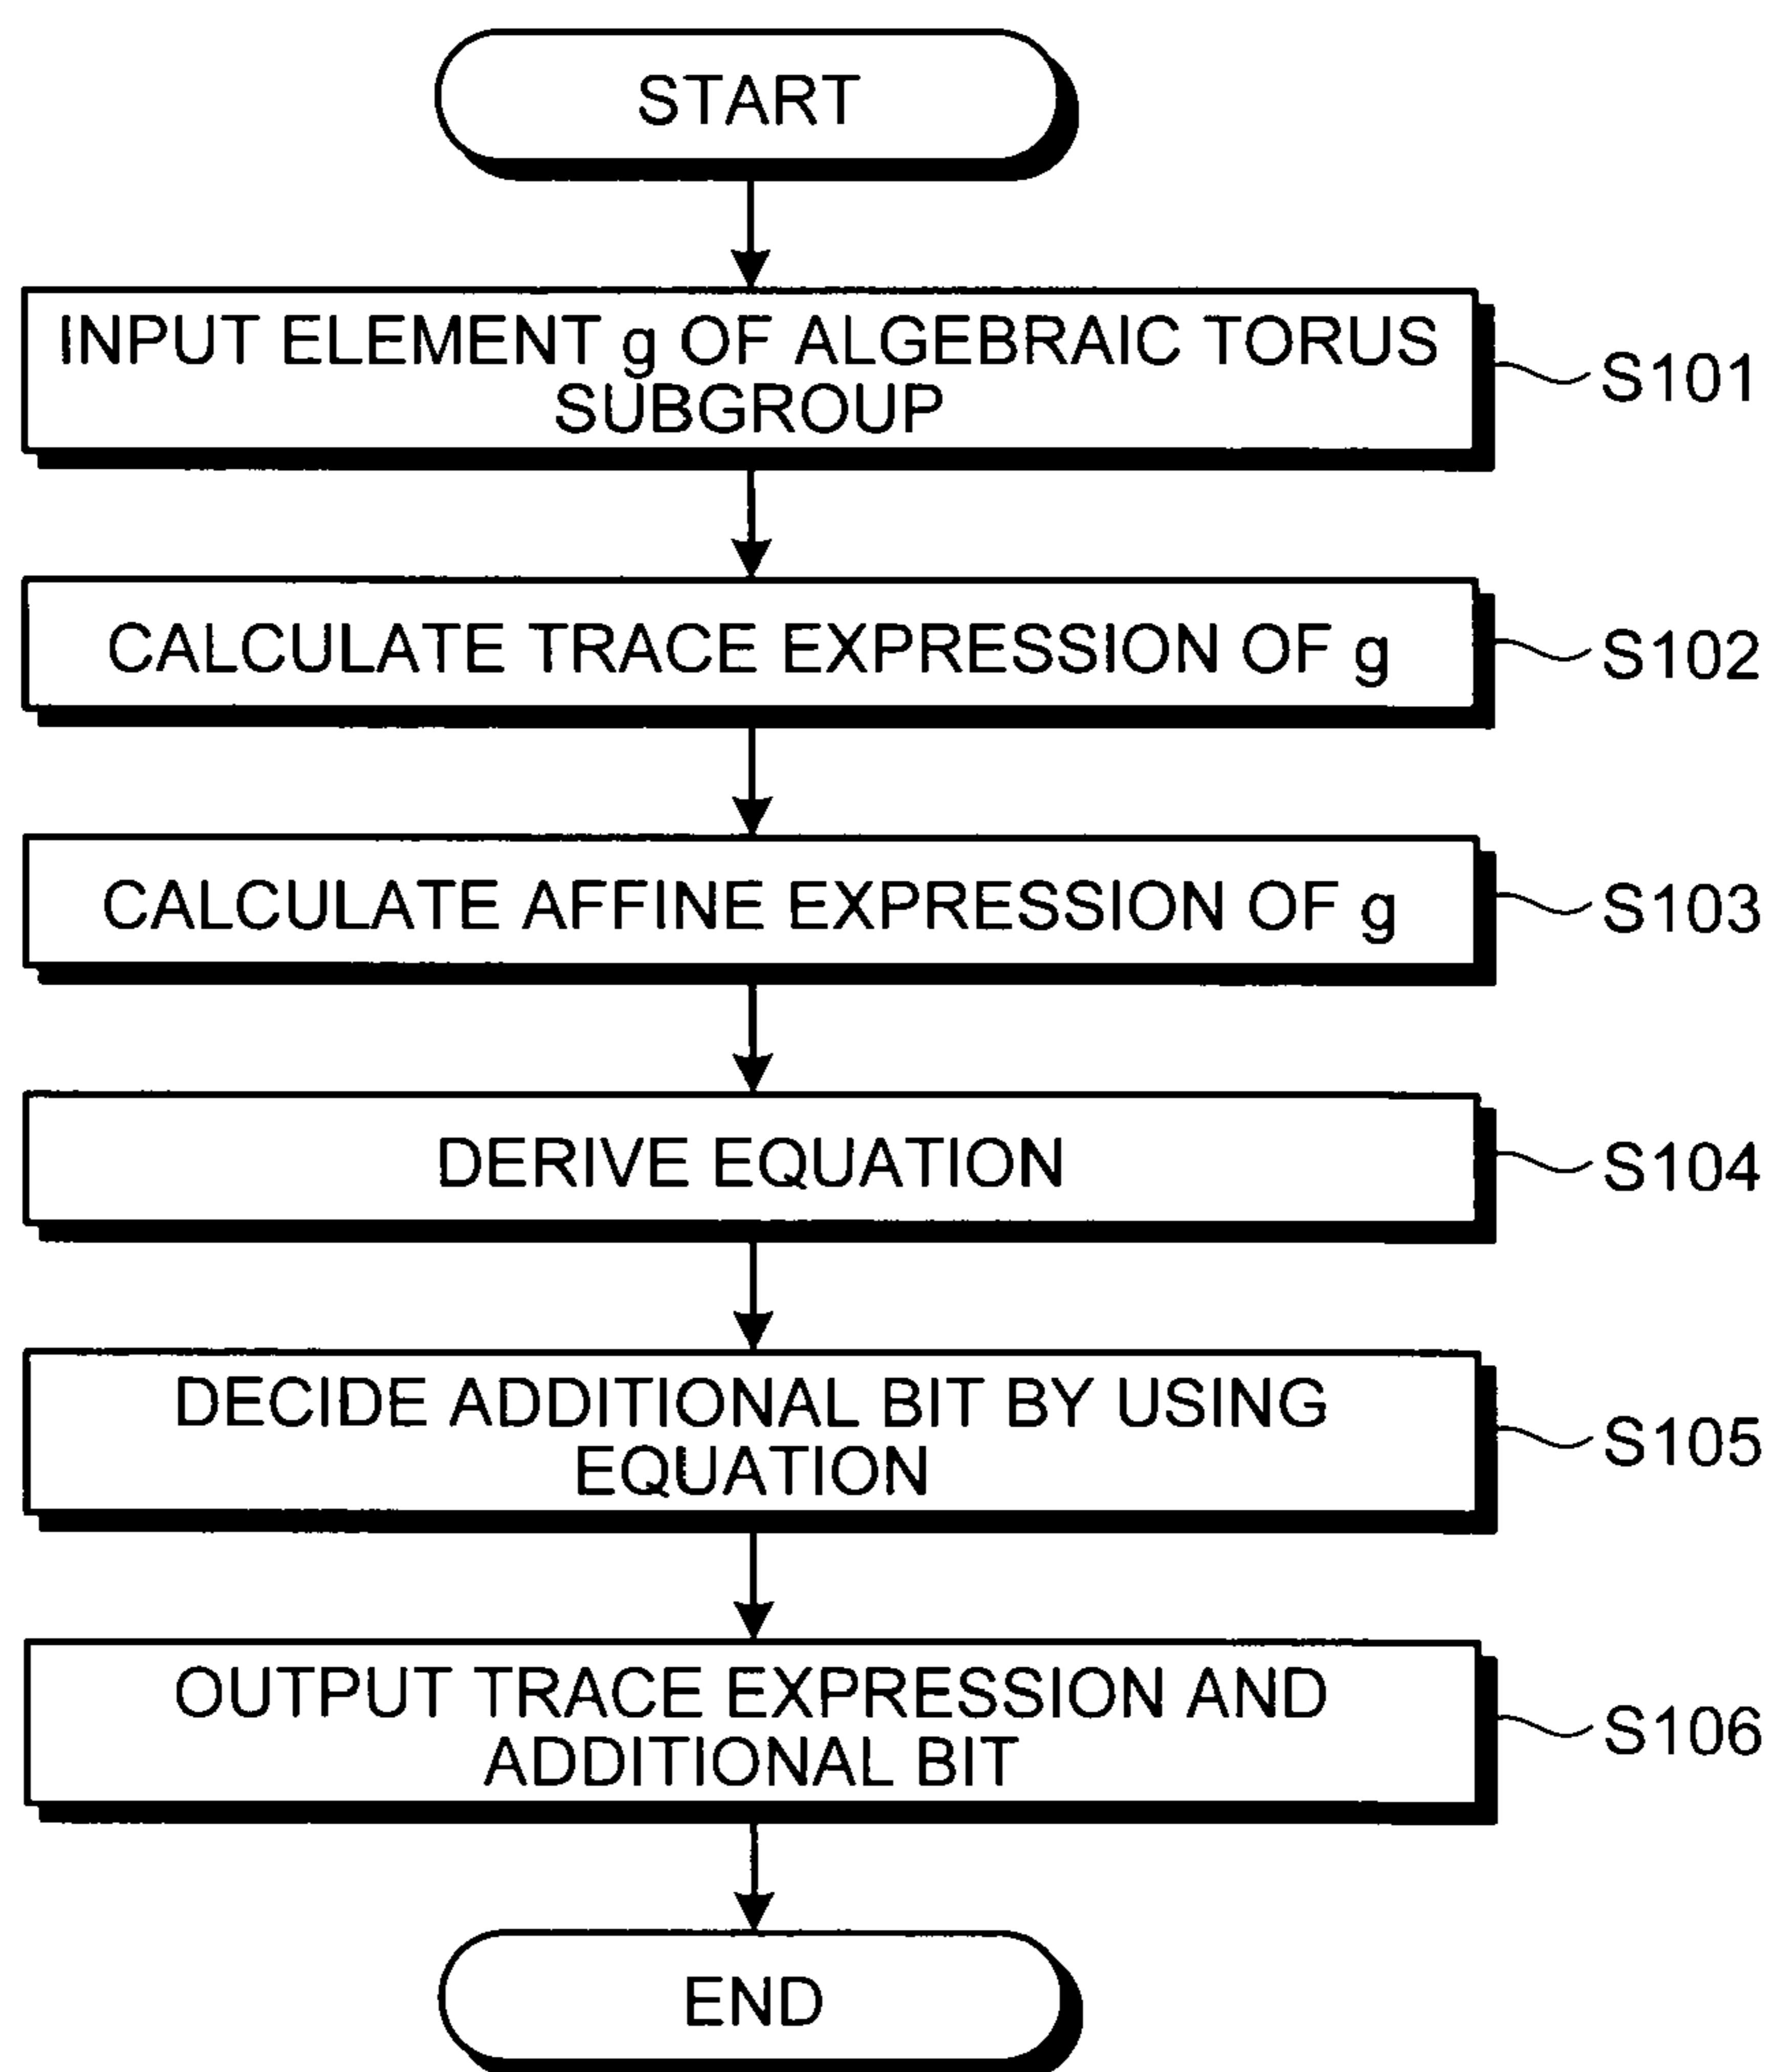 START
INPUT ELEMENT g OF ALGEBRAIC TORUS
SUBGROUP
S101
CALCULATE TRACE EXPRESSION OF g
S102
CALCULATE AFFINE EXPRESSION OF g
S103
DERIVE EQUATION
S104
DECIDE ADDITIONAL BIT BY USING
EQUATION
S105
OUTPUT TRACE EXPRESSION AND
ADDITIONAL BIT
S106
END